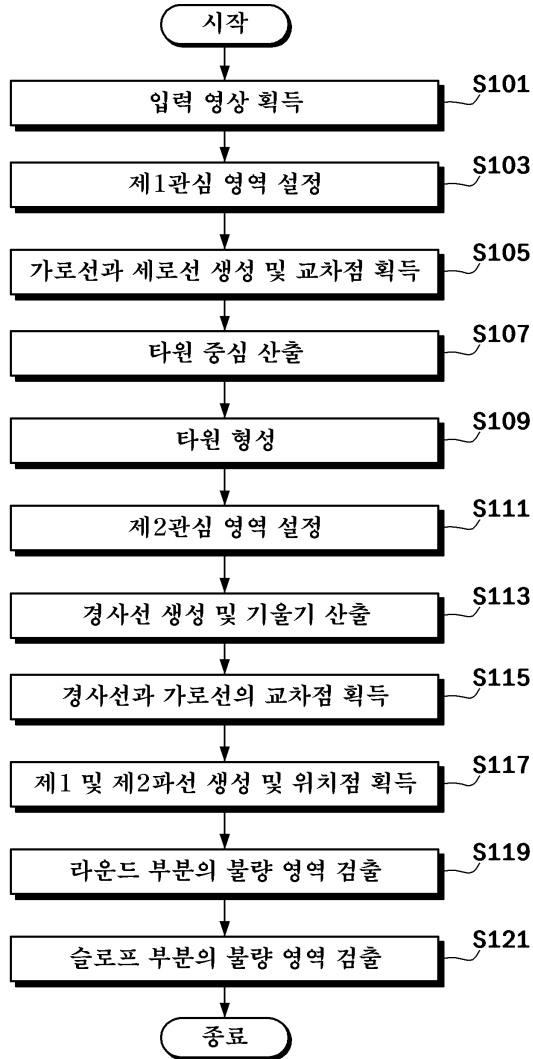 시작
입력 영상 획득
S101
제1관심 영역 설정
S103
가로선과 세로선 생성 및 교차점 획득
S105
타원 중심 산출
S107
타원 형성
S109
제2관심 영역 설정
S111
경사선 생성 및 기울기 산출
S113
경사선과 가로선의 교차점 획득
S115
제1 및 제2파선 생성 및 위치점 획득
S117
라운드 부분의 불량 영역 검출
S119
슬로프 부분의 불량 영역 검출
S121
종료